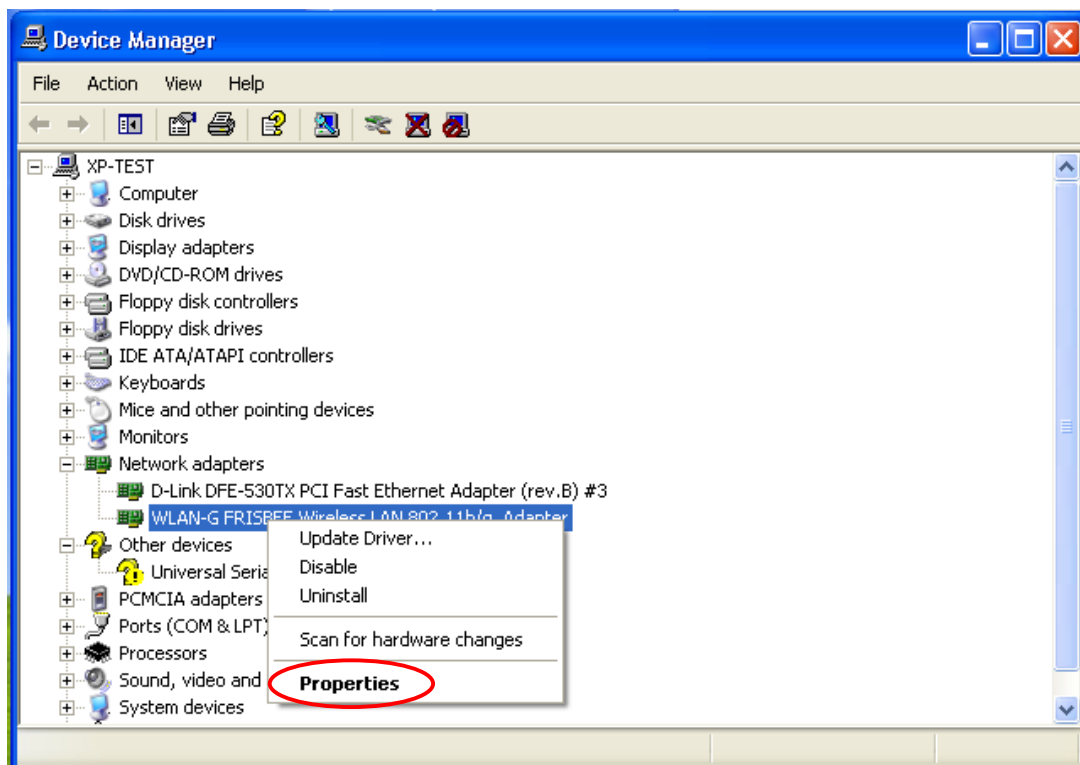 Device Manager
File Action View Help
XP-TEST
Computer
Disk drives
Display adapters
DVD/CD-ROM drives
Floppy disk controllers
Floppy disk drives
IDE ATA/ATAPI controllers
Keyboards
Mice and other pointing devices
Monitors
Network adapters
D-Link DFE-530TX PCI Fast Ethernet Adapter (rev.B) #3
WLAN-G FRISBEE Wireless LAN 802.11b/g Adapter
Other devices
Universal Seria
PCMCIA adapters
Ports (COM & LPT)
Processors
Sound, video and
System devices
Update Driver...
Disable
Uninstall
Scan for hardware changes
Properties